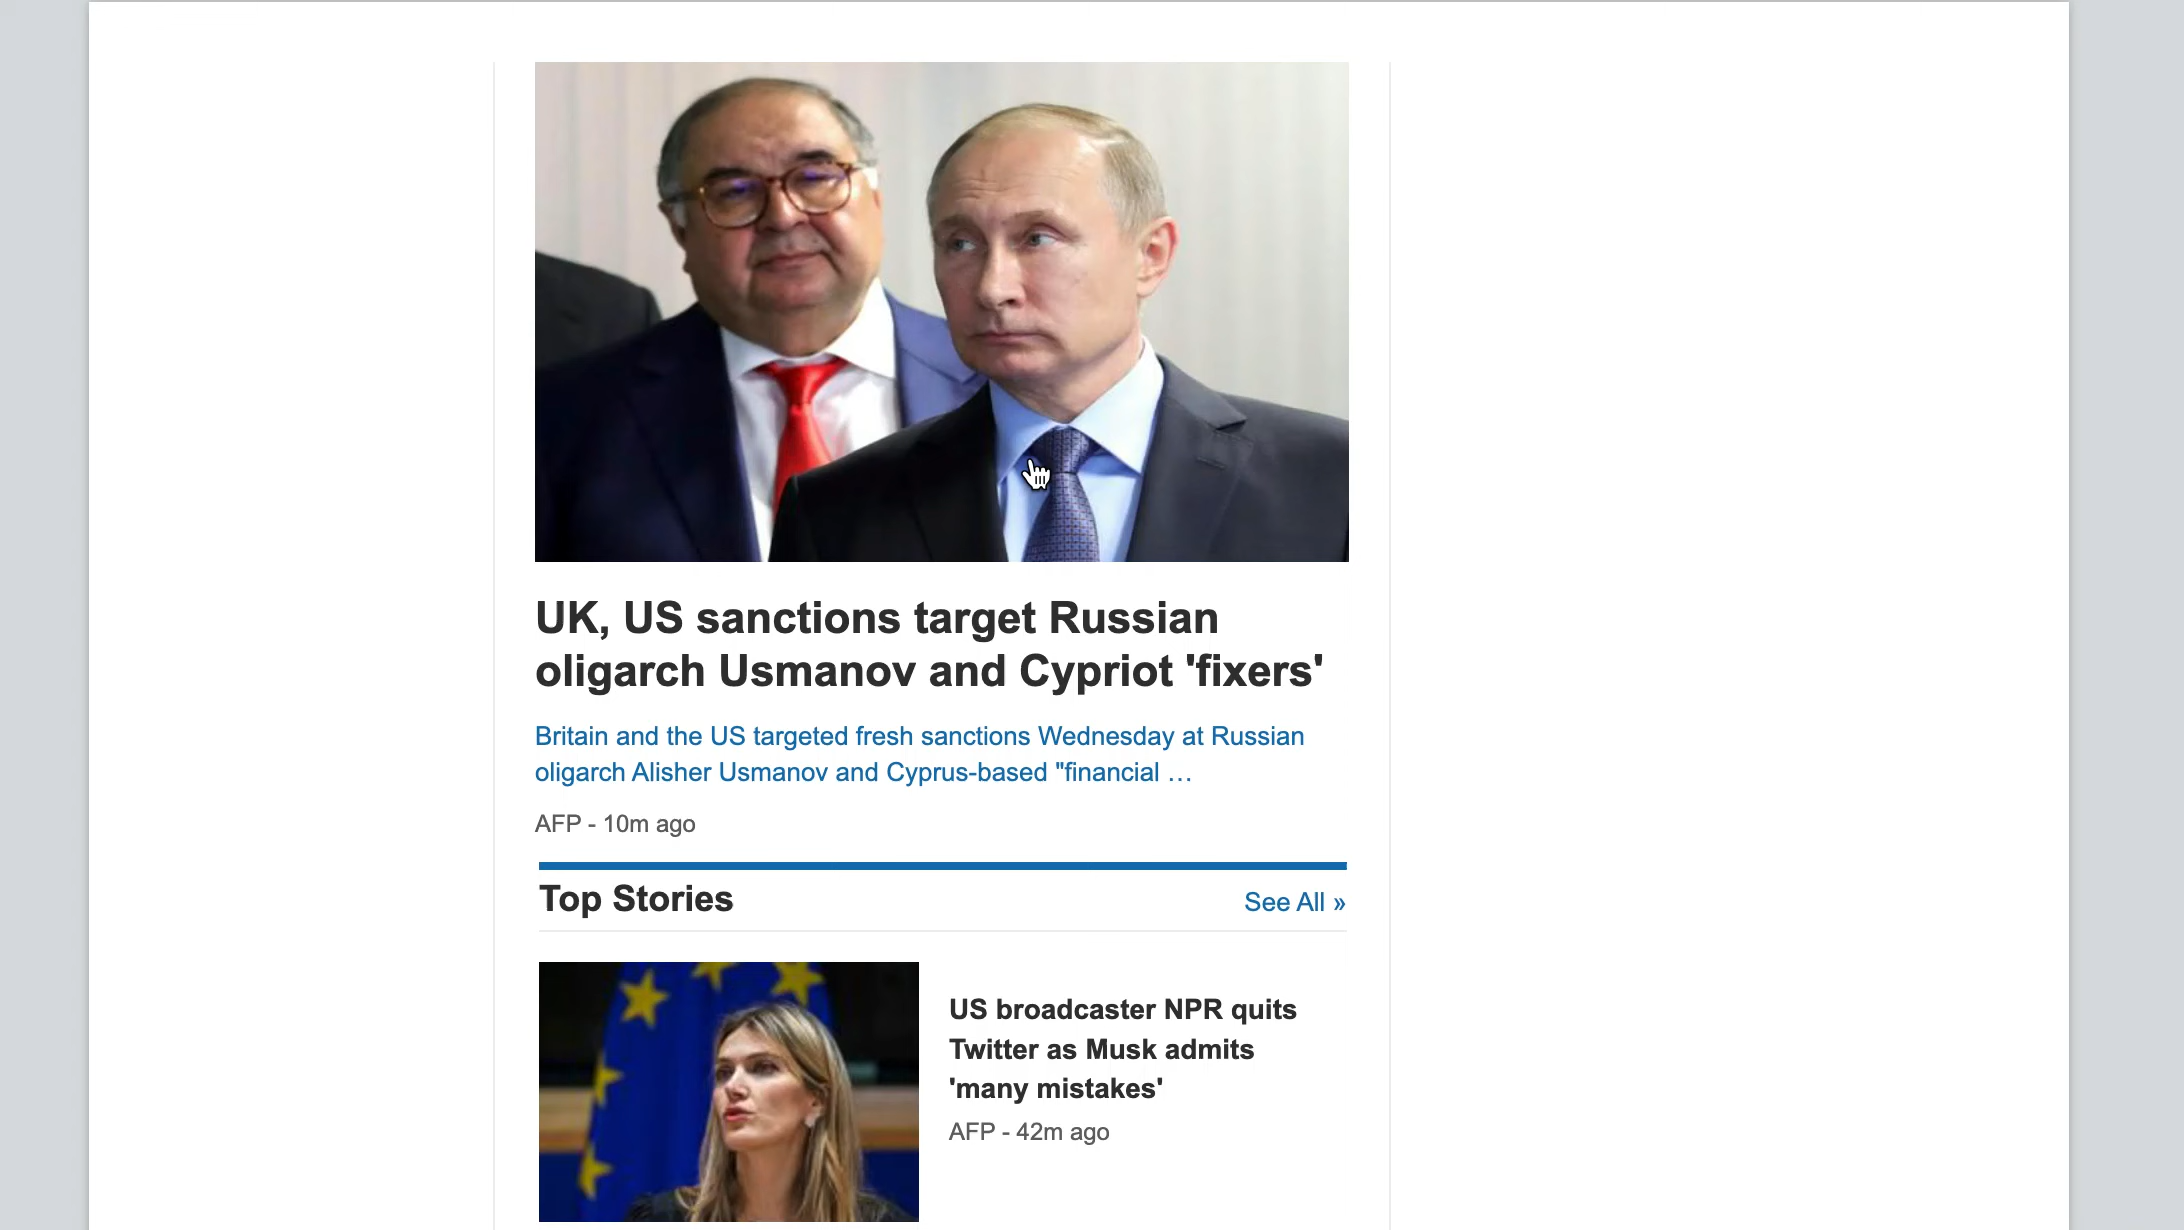 UK, US sanctions target Russian
oligarch Usmanov and Cypriot 'fixers'
Britain and the US targeted fresh sanctions Wednesday at Russian
oligarch Alisher Usmanov and Cyprus-based "financial …
AFP - 10m ago
Top Stories
See All »
US broadcaster NPR quits
Twitter as Musk admits
'many mistakes'
AFP - 42m ago